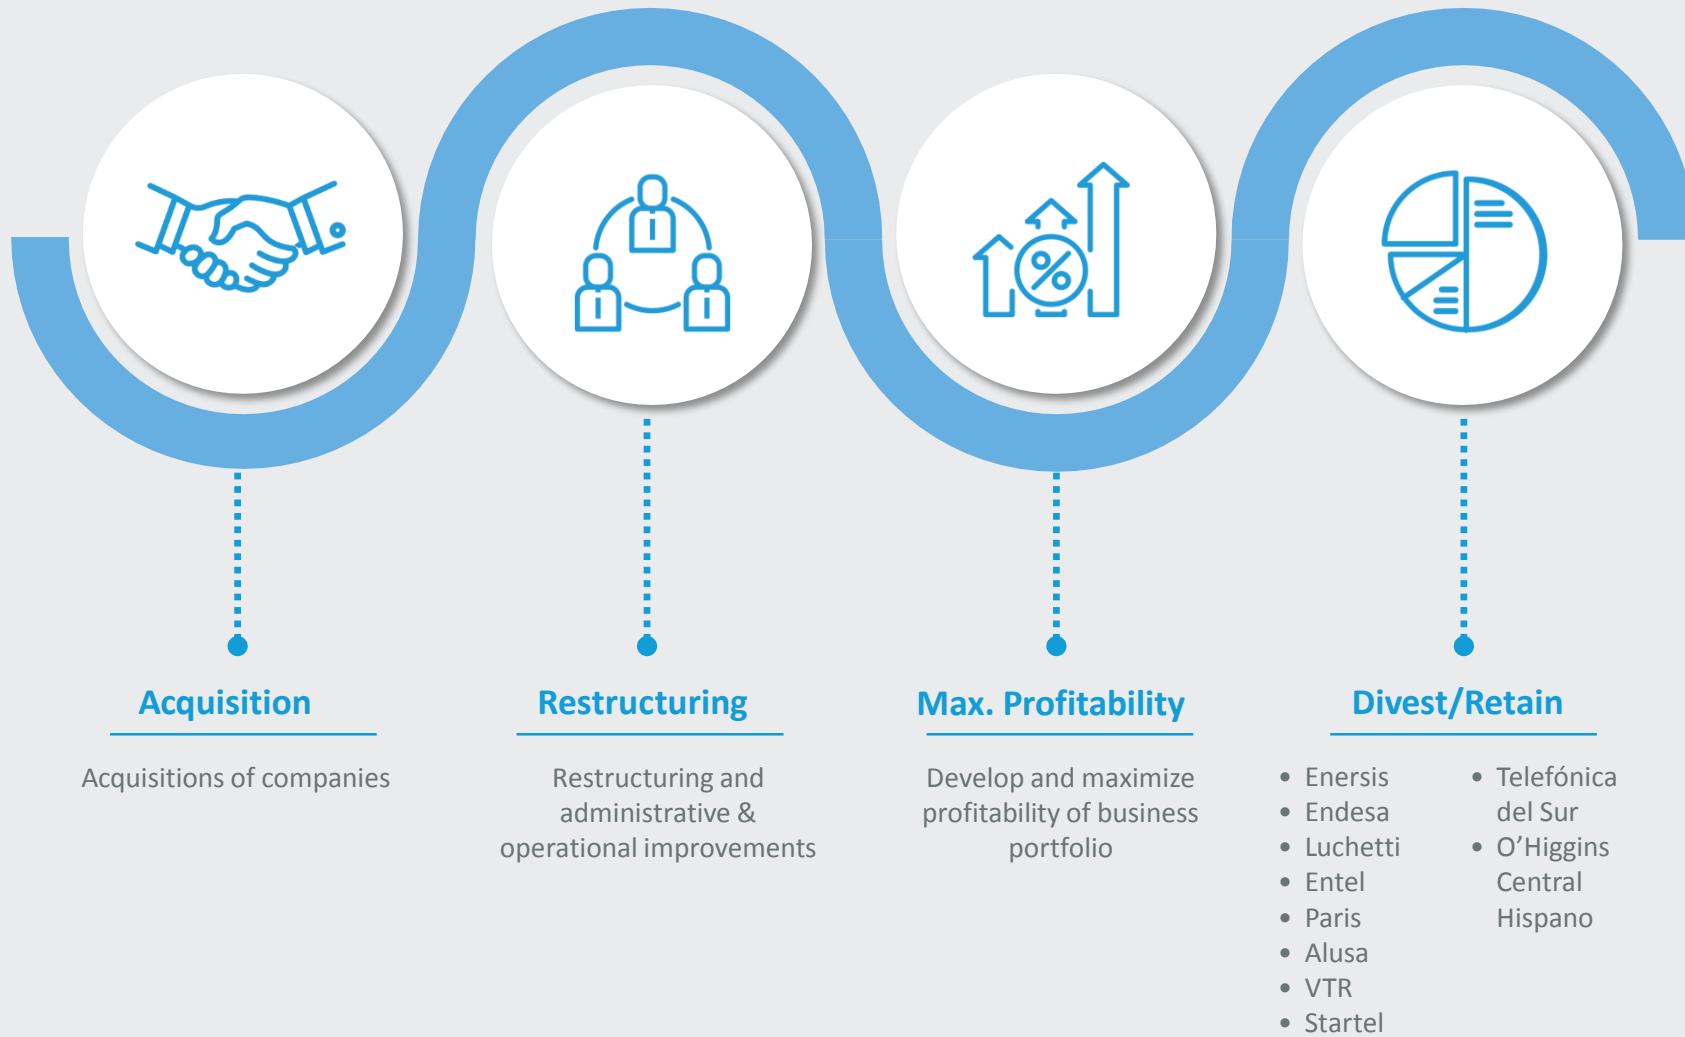 %
Acquisition
Acquisitions of companies
Restructuring
Restructuring and
administrative &
operational improvements
Max. Profitability
Develop and maximize
profitability of business
portfolio
Divest/Retain
• Enersis
• Endesa
• Luchetti
• Entel
• Paris
• Alusa
• VTR
• Startel
• Telefónica
del Sur
• O’Higgins
Central
Hispano